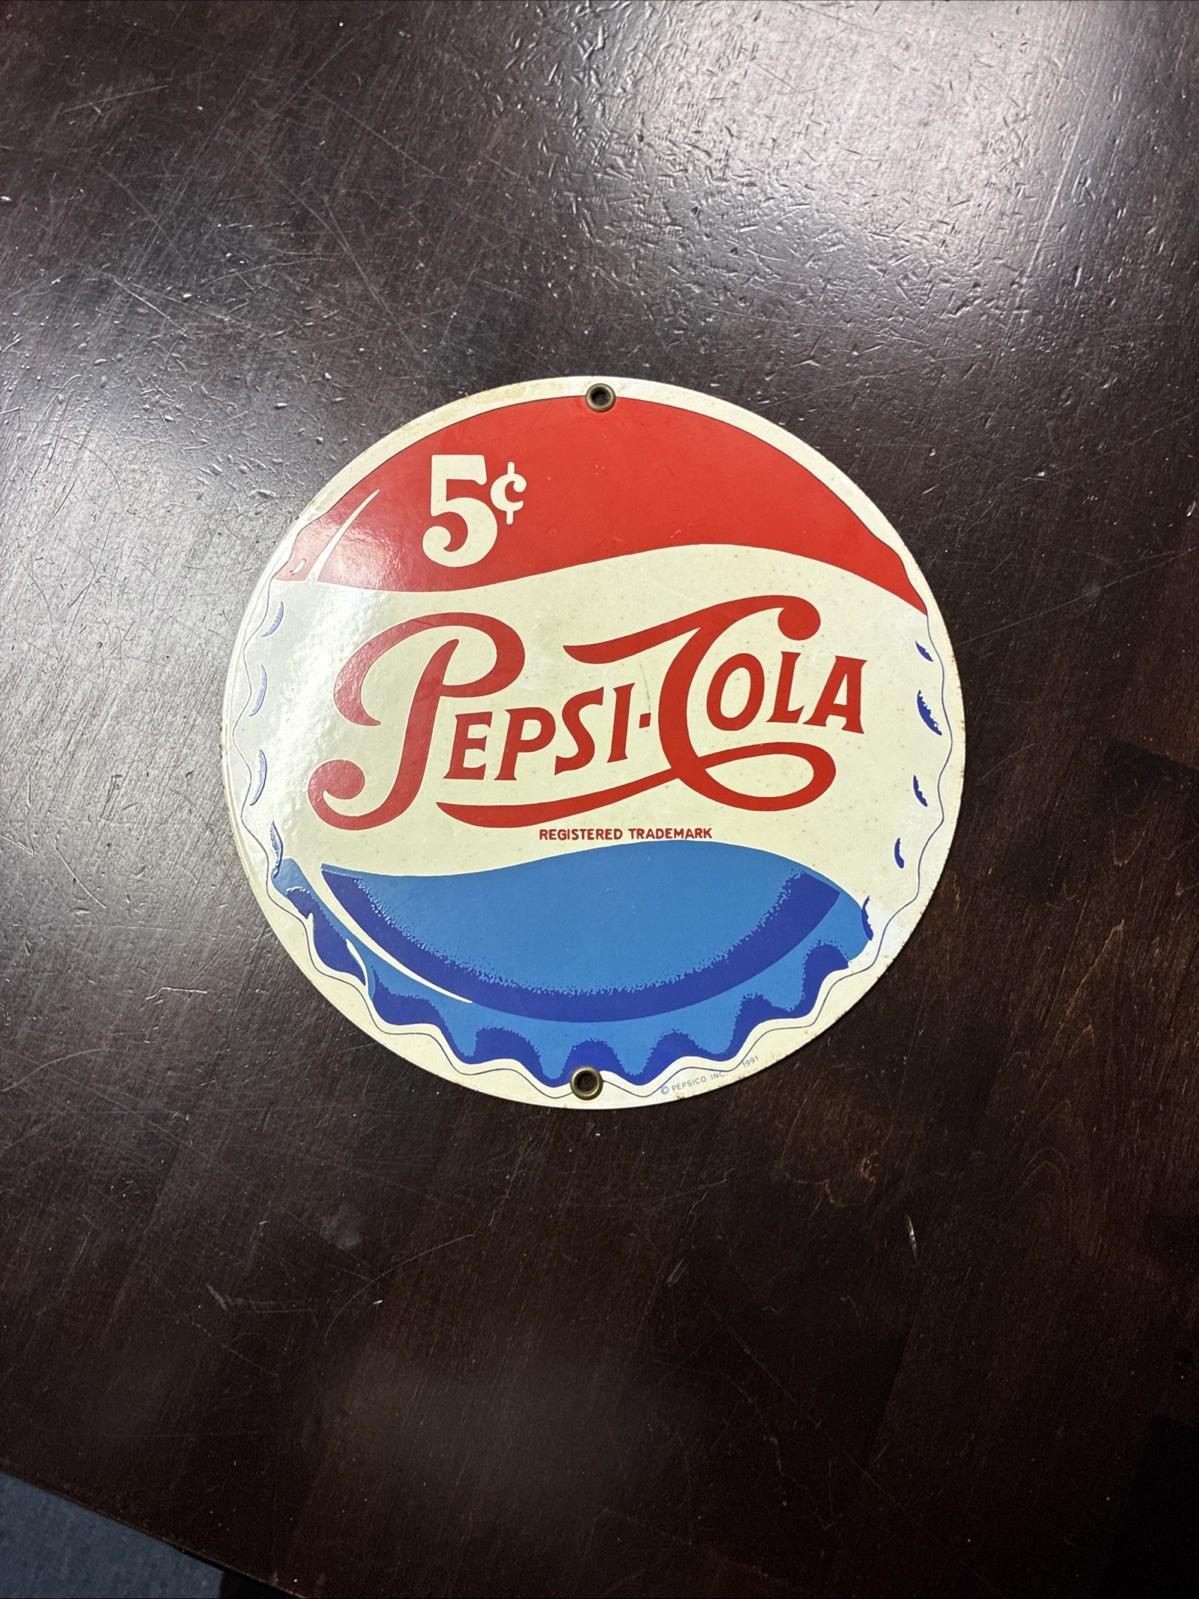 5¢
PEPSI-COLA
REGISTERED TRADEMARK
© PEPSICO INC. 1991